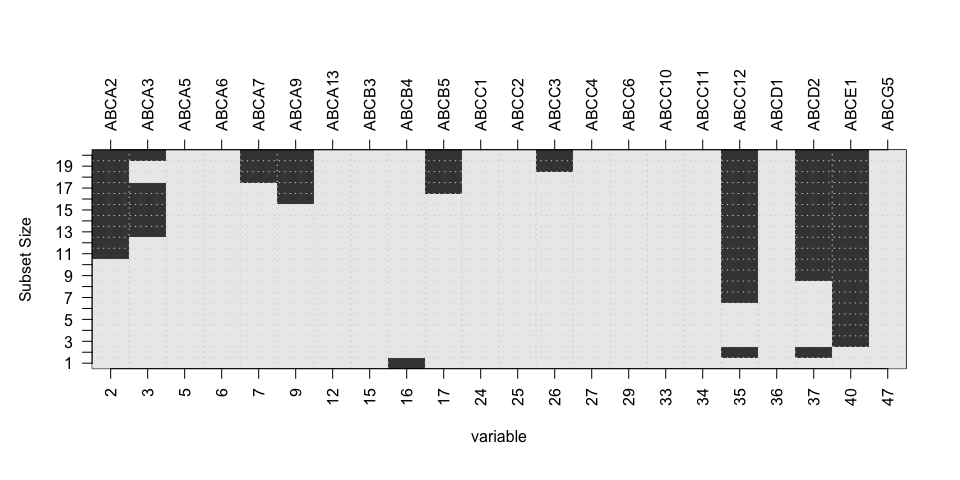 ABCA2 ABCA3 ABCA5 ABCA6 ABCA7 ABCA9 ABCA13 ABCB3 ABCB4 ABCB5 ABCC1 ABCC2 ABCC3 ABCC4 ABCC6 ABCC10 ABCC11 ABCC12 ABCD1 ABCD2 ABCE1 ABCG5
Subset Size
19
17
15
13
11
9
7
5
3
1
2 3 5 6 7 9 12 15 16 17 24 25 26 27 29 33 34 35 36 37 40 47
variable